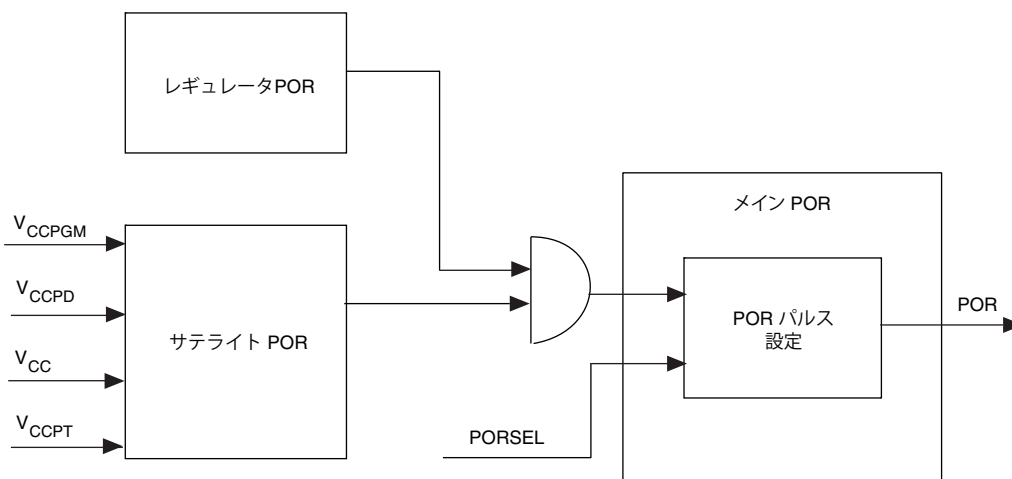 レギュレータPOR
メイン POR
V_CCPGM
V_CCPD
V_CC
V_CCPT
サテライト POR
POR パルス
設定
POR
PORSEL